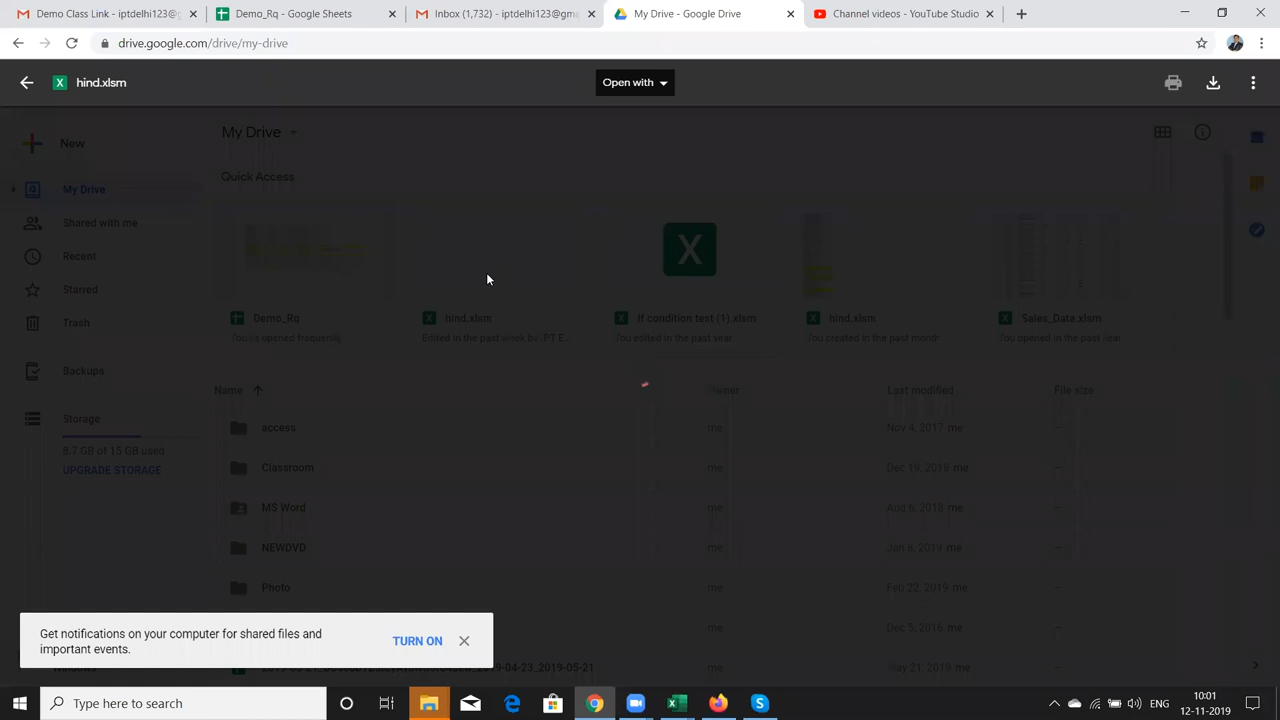 Demo Class Link - iptdelhi123@g
Demo_Rq - Google Sheets
Inbox (1,732) - iptdelhi123@gm
My Drive - Google Drive
Channel videos - YouTube Studio
drive.google.com/drive/my-drive
hind.xlsm
Open with
My Drive
New
Quick Access
My Drive
Shared with me
Recent
Starred
Trash
Backups
Storage
8.7 GB of 15 GB used
UPGRADE STORAGE
Demo_Rq
hind.xlsm
If condition test (1).xlsm
hind.xlsm
Sales_Data.xlsm
You opened frequently
Edited in the past week by
You edited in the past year
You created in the past month
You opened in the past year
Name
Owner
Last modified
File size
access me Nov 4, 2017 me —
Classroom me Dec 19, 2018 me —
MS Word me Aug 6, 2018 me —
NEWDVD me Jan 8, 2019 me —
Photo me Feb 22, 2019 me —
me Dec 5, 2016 me —
me May 21, 2019 me
Get notifications on your computer for shared files and
important events.
TURN ON
Type here to search
ENG
10:01
12-11-2019